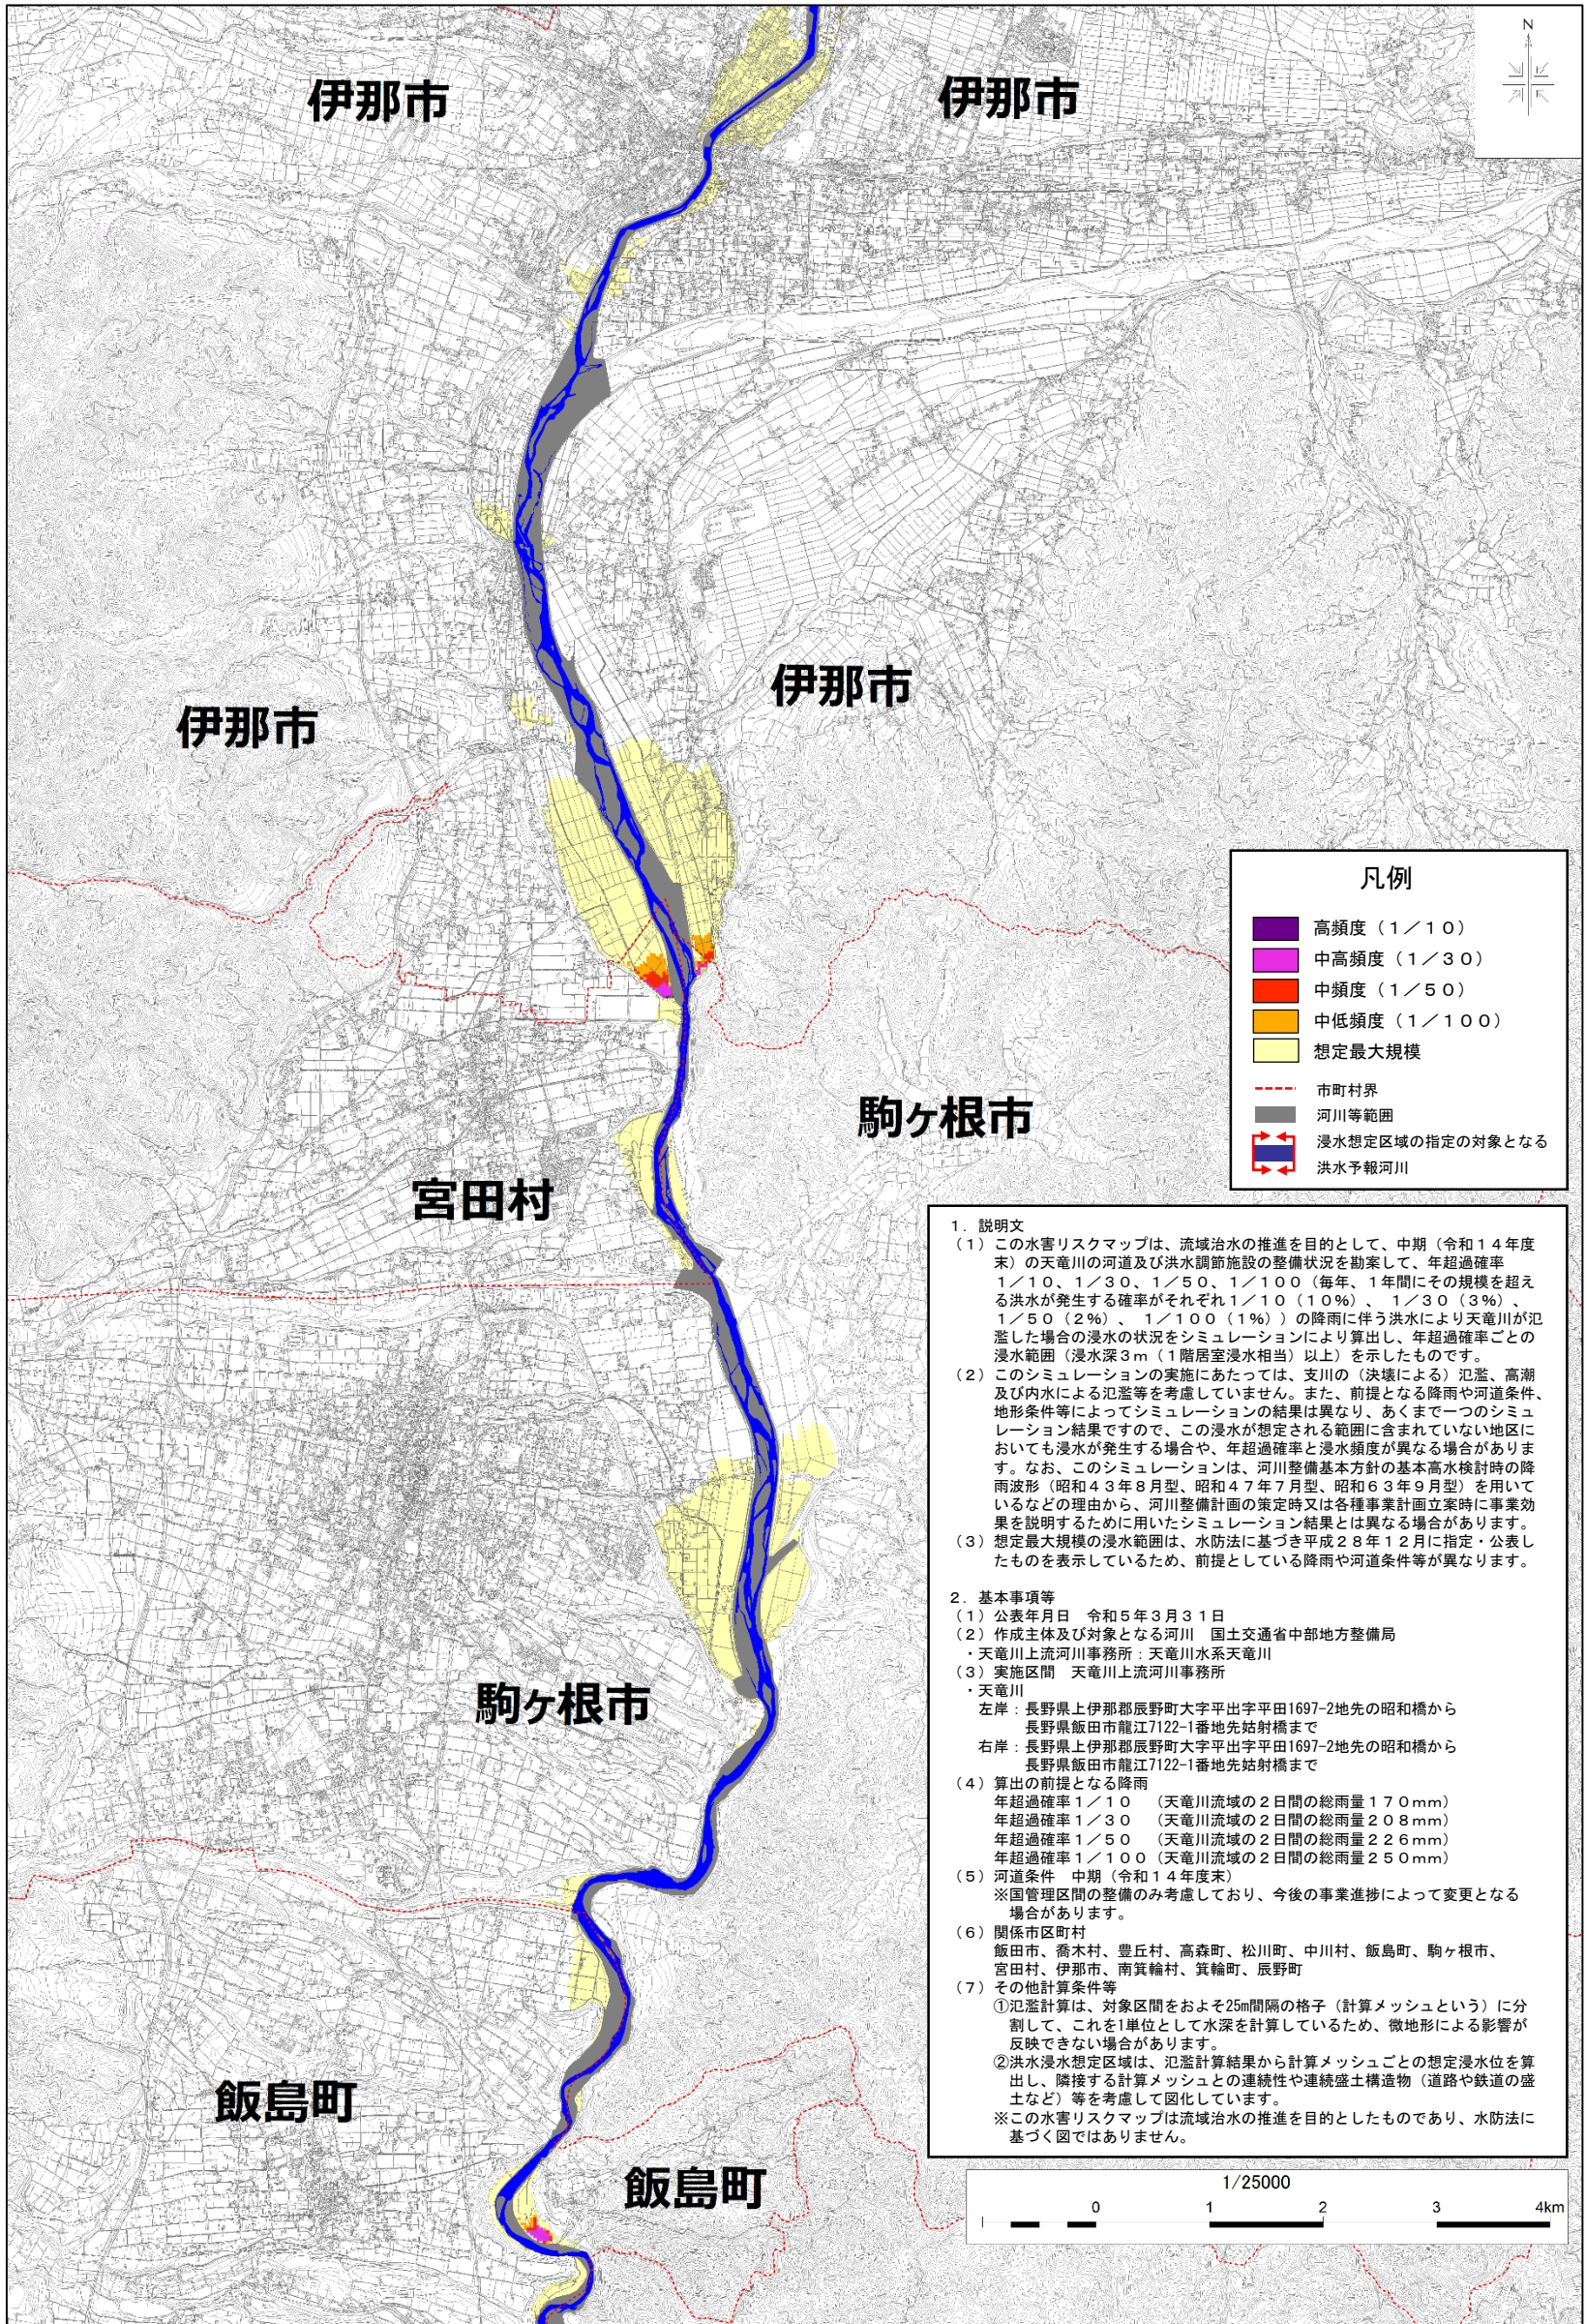 N
伊那市
伊那市
伊那市
伊那市
凡例
高頻度（１／１０）
中高頻度（１／３０）
中頻度（１／５０）
中低頻度（１／１００）
想定最大規模
市町村界
河川等範囲
浸水想定区域の指定の対象となる
洪水予報河川
駒ヶ根市
宮田村
１．説明文
（１）この水害リスクマップは、流域治水の推進を目的として、中期（令和１４年度
末）の天竜川の河道及び洪水調節施設の整備状況を勘案して、年超過確率
１／１０、１／３０、１／５０、１／１００（毎年、１年間にその規模を超え
る洪水が発生する確率がそれぞれ１／１０（１０％）、１／３０（３％）、
１／５０（２％）、１／１００（１％））の降雨に伴う洪水により天竜川が氾
濫した場合の浸水の状況をシミュレーションにより算出し、年超過確率ごとの
浸水範囲（浸水深３ｍ（１階居室浸水相当）以上）を示したものです。
（２）このシミュレーションの実施にあたっては、支川の（決壊による）氾濫、高潮
及び内水による氾濫等を考慮していません。また、前提となる降雨や河道条件、
地形条件等によってシミュレーションの結果は異なり、あくまで一つのシミュ
レーション結果ですので、この浸水が想定される範囲に含まれていない地区に
おいても浸水が発生する場合や、年超過確率と浸水頻度が異なる場合がありま
す。なお、このシミュレーションは、河川整備基本方針の基本高水検討時の降
雨波形（昭和４３年８月型、昭和４７年７月型、昭和６３年９月型）を用いて
いるなどの理由から、河川整備計画の策定時又は各種事業計画立案時に事業効
果を説明するために用いたシミュレーション結果とは異なる場合があります。
（３）想定最大規模の浸水範囲は、水防法に基づき平成２８年１２月に指定・公表し
たものを表示しているため、前提としている降雨や河道条件等が異なります。
２．基本事項等
（１）公表年月日　令和５年３月３１日
（２）作成主体及び対象となる河川　国土交通省中部地方整備局
・天竜川上流河川事務所：天竜川水系天竜川
（３）実施区間　天竜川上流河川事務所
・天竜川
左岸：長野県上伊那郡辰野町大字平出字平田1697-2地先の昭和橋から
長野県飯田市龍江7122-1番地先姑射橋まで
右岸：長野県上伊那郡辰野町大字平出字平田1697-2地先の昭和橋から
長野県飯田市龍江7122-1番地先姑射橋まで
（４）算出の前提となる降雨
年超過確率１／１０　（天竜川流域の２日間の総雨量１７０mm）
年超過確率１／３０　（天竜川流域の２日間の総雨量２０８mm）
年超過確率１／５０　（天竜川流域の２日間の総雨量２２６mm）
年超過確率１／１００（天竜川流域の２日間の総雨量２５０mm）
（５）河道条件　中期（令和１４年度末）
※国管理区間の整備のみ考慮しており、今後の事業進捗によって変更となる
場合があります。
（６）関係市区町村
飯田市、喬木村、豊丘村、高森町、松川町、中川村、飯島町、駒ヶ根市、
宮田村、伊那市、南箕輪村、箕輪町、辰野町
（７）その他計算条件等
①氾濫計算は、対象区間をおよそ25m間隔の格子（計算メッシュという）に分
割して、これを1単位として水深を計算しているため、微地形による影響が
反映できない場合があります。
②洪水浸水想定区域は、氾濫計算結果から計算メッシュごとの想定浸水位を算
出し、隣接する計算メッシュとの連続性や連続盛土構造物（道路や鉄道の盛
土など）等を考慮して図化しています。
※この水害リスクマップは流域治水の推進を目的としたものであり、水防法に
基づく図ではありません。
駒ヶ根市
飯島町
飯島町
1/25000
0 1 2 3 4km